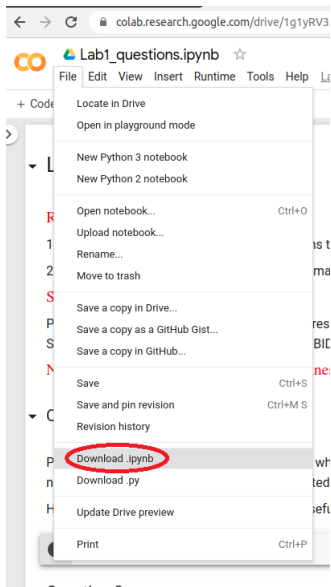 colab.research.google.com/drive/1g1yRV3
Lab1_questions.ipynb
File Edit View Insert Runtime Tools Help La
+ Code
Locate in Drive
Open in playground mode
New Python 3 notebook
New Python 2 notebook
Open notebook... Ctrl+O
Upload notebook...
Rename...
Move to trash
Save a copy in Drive...
Save a copy as a GitHub Gist...
Save a copy in GitHub...
Save Ctrl+S
Save and pin revision Ctrl+M S
Revision history
Download .ipynb
Download .py
Update Drive preview
Print Ctrl+P